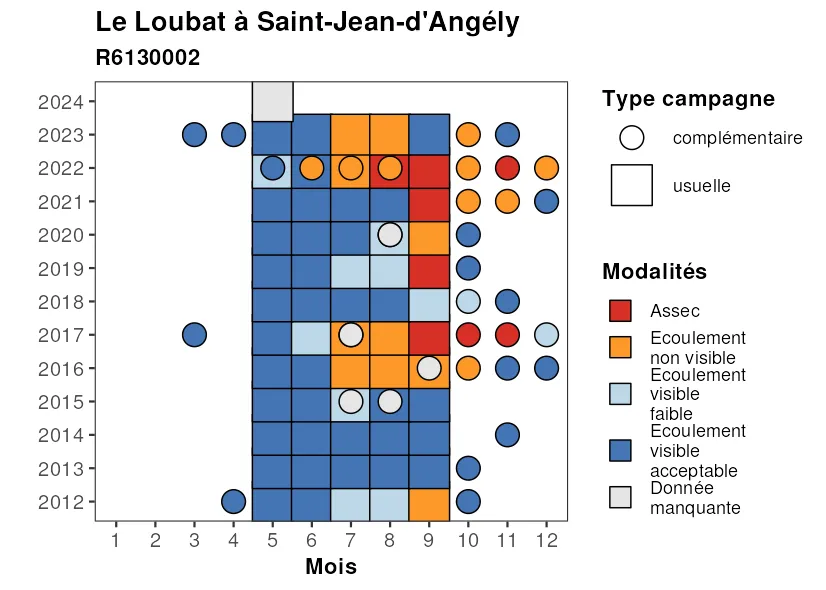 Le Loubat à Saint-Jean-d'Angély
R6130002
2024
2023
2022
2021
2020
2019
2018
2017
2016
2015
2014
2013
2012
1 2 3 4 5 6 7 8 9 10 11 12
Mois
Type campagne
complémentaire
usuelle
Modalités
Assec
Ecoulement
non visible
Ecoulement
visible
faible
Ecoulement
visible
acceptable
Donnée
manquante